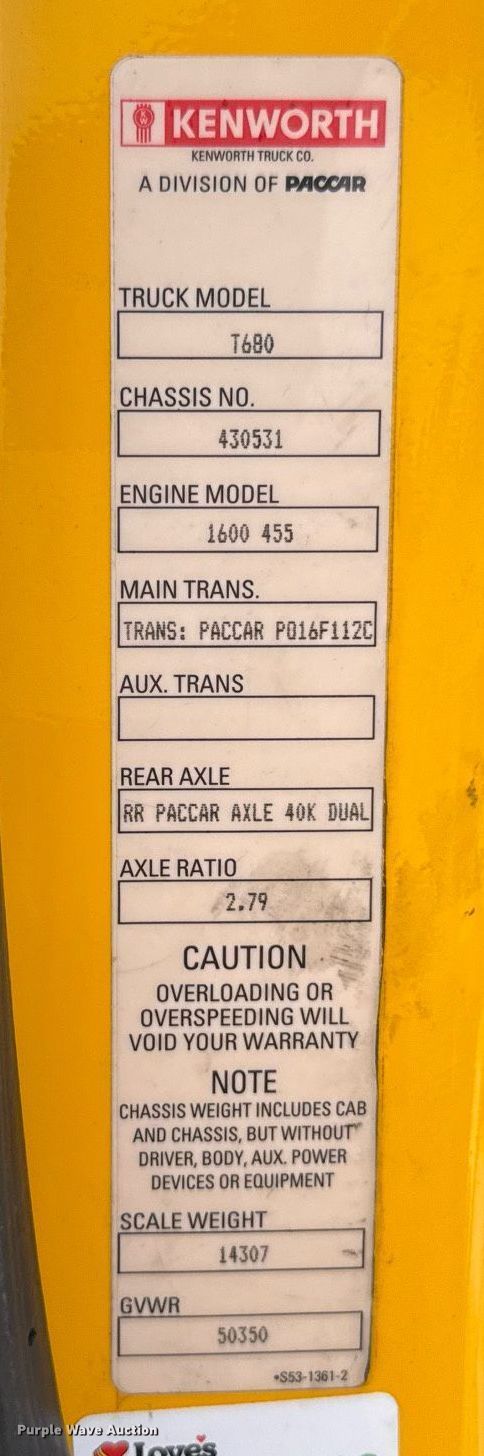 KENWORTH
KENWORTH TRUCK CO.
A DIVISION OF PACCAR
TRUCK MODEL
T680
CHASSIS NO.
430531
ENGINE MODEL
1600 455
MAIN TRANS.
TRANS: PACCAR PO16F112C
AUX. TRANS
REAR AXLE
RR PACCAR AXLE 40K DUAL
AXLE RATIO
2.79
CAUTION
OVERLOADING OR
OVERSPEEDING WILL
VOID YOUR WARRANTY
NOTE
CHASSIS WEIGHT INCLUDES CAB
AND CHASSIS, BUT WITHOUT
DRIVER, BODY, AUX. POWER
DEVICES OR EQUIPMENT
SCALE WEIGHT
14307
GVWR
50350
•S53-1361-2
Purple Wave Auction
Love's